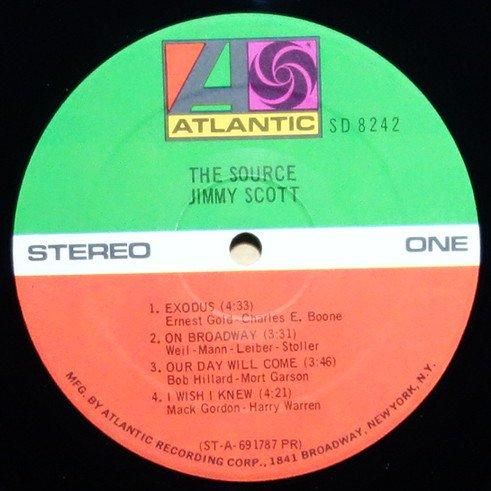 ATLANTIC
SD 8242
THE SOURCE
JIMMY SCOTT
STEREO
ONE
1. EXODUS (4:33)
Ernest Gold-Charles E. Boone
2. ON BROADWAY (3:31)
Weil-Mann-Leiber-Stoller
3. OUR DAY WILL COME (3:46)
Bob Hillard-Mort Garson
4. I WISH I KNEW (4:21)
Mack Gordon-Harry Warren
(ST-A-691787 PR)
MFG. BY ATLANTIC RECORDING CORP., 1841 BROADWAY, NEW YORK, N.Y.